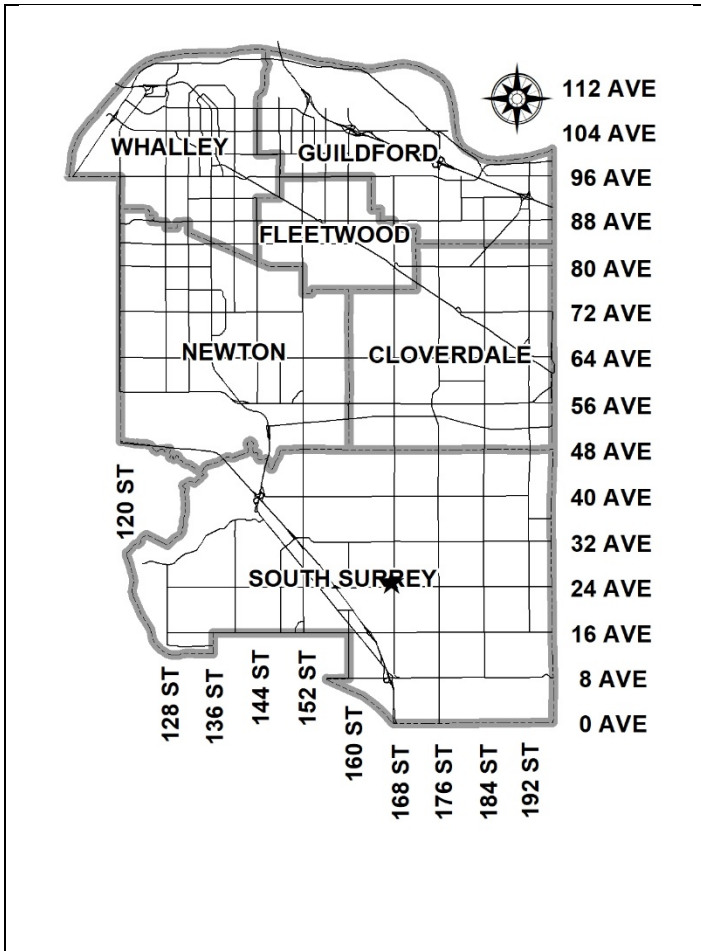 112 AVE
104 AVE
WHALLEY
GUILDFORD
96 AVE
88 AVE
FLEETWOOD
80 AVE
72 AVE
NEWTON
CLOVERDALE
64 AVE
56 AVE
48 AVE
120 ST
40 AVE
32 AVE
SOUTH SURREY
24 AVE
16 AVE
8 AVE
128 ST
136 ST
144 ST
152 ST
160 ST
0 AVE
168 ST
176 ST
184 ST
192 ST